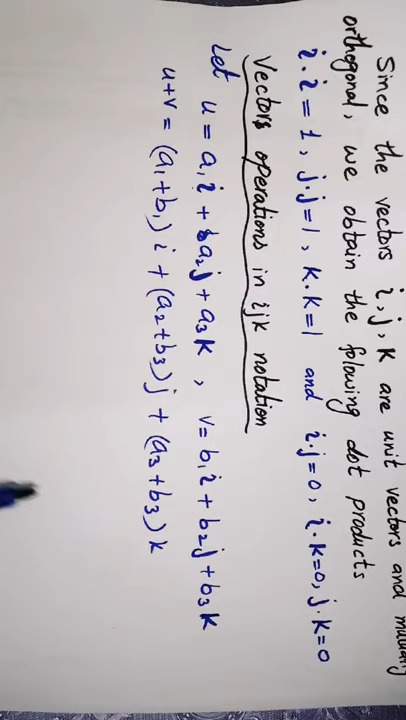 Since the vectors i, j, k are unit vectors and mutually
orthogonal, we obtain the folowing dot products
i.i=1, j.j=1, k.k=1 and i.j=0, i.k=0, j.k=0
Vectors operations in ijk notation
Let u = a₁i + a₂j + a₃k , v = b₁i + b₂j + b₃k
u+v = (a₁+b₁)i + (a₂+b₃)j + (a₃+b₃)k